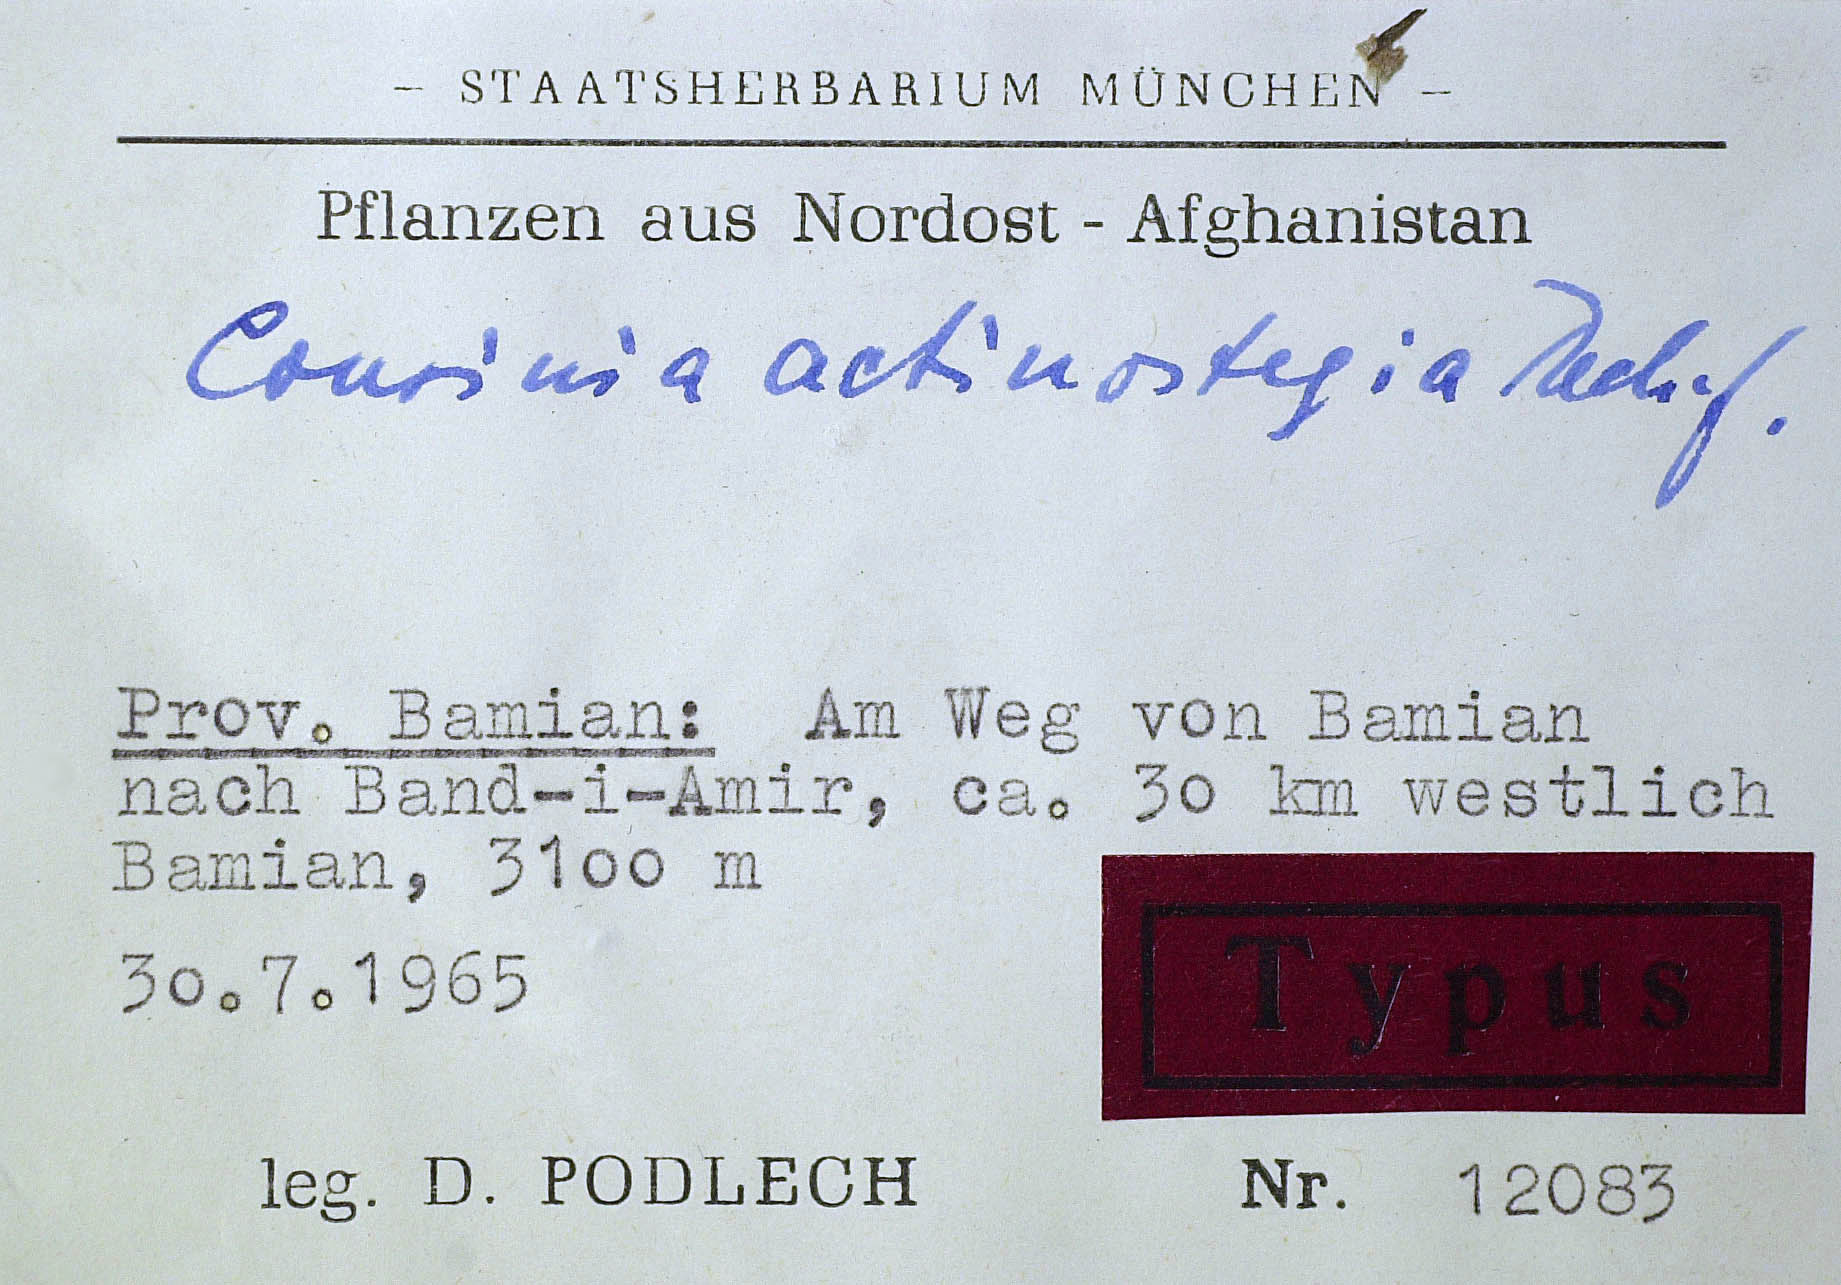 – STAATSHERBARIUM MÜNCHEN –
Pflanzen aus Nordost - Afghanistan
Cousinia actinostegia Rech. f.
Prov. Bamian: Am Weg von Bamian
nach Band-i-Amir, ca. 30 km westlich
Bamian, 3100 m
30.7.1965
Typus
leg. D. PODLECH Nr. 12083